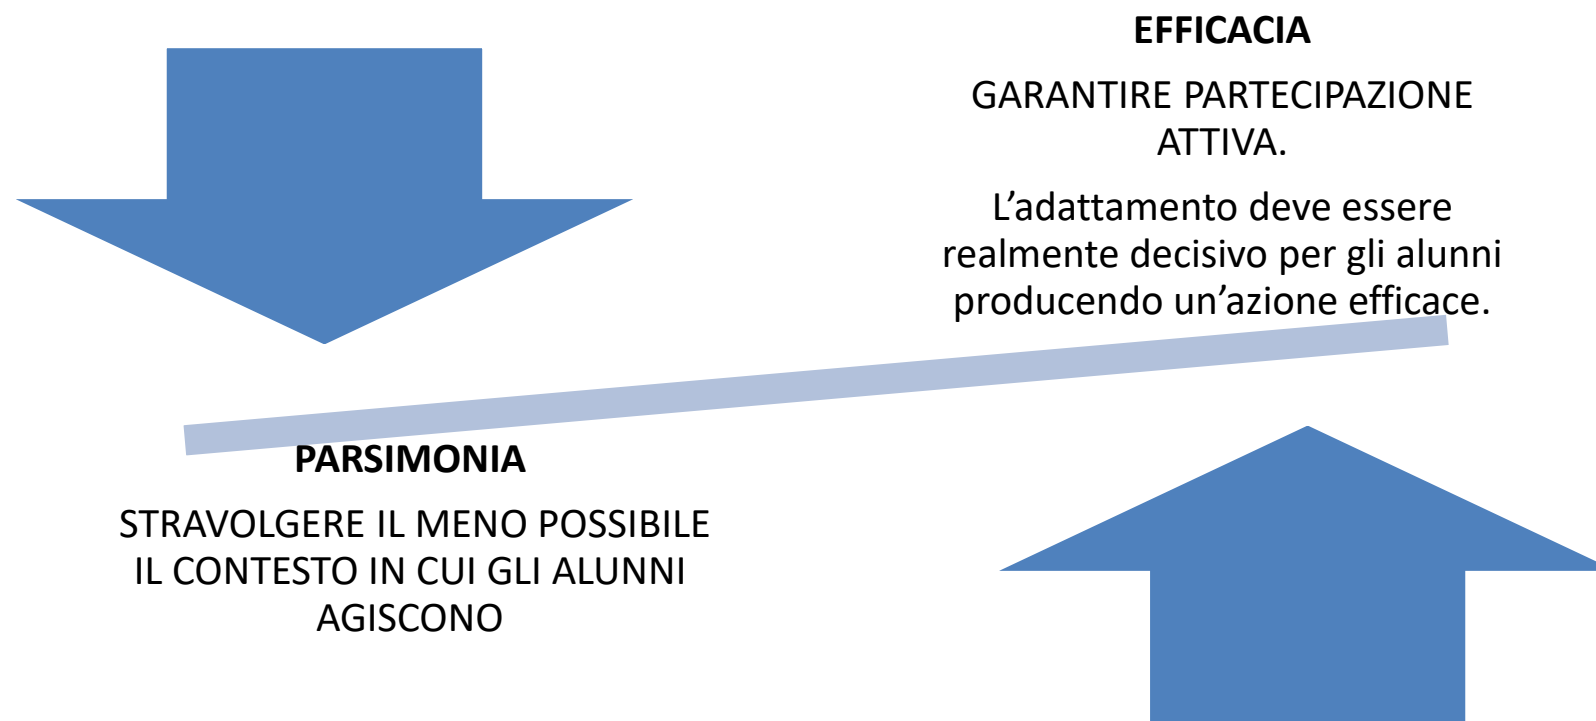 EFFICACIA
GARANTIRE PARTECIPAZIONE
ATTIVA.
L’adattamento deve essere
realmente decisivo per gli alunni
producendo un’azione efficace.
PARSIMONIA
STRAVOLGERE IL MENO POSSIBILE
IL CONTESTO IN CUI GLI ALUNNI
AGISCONO